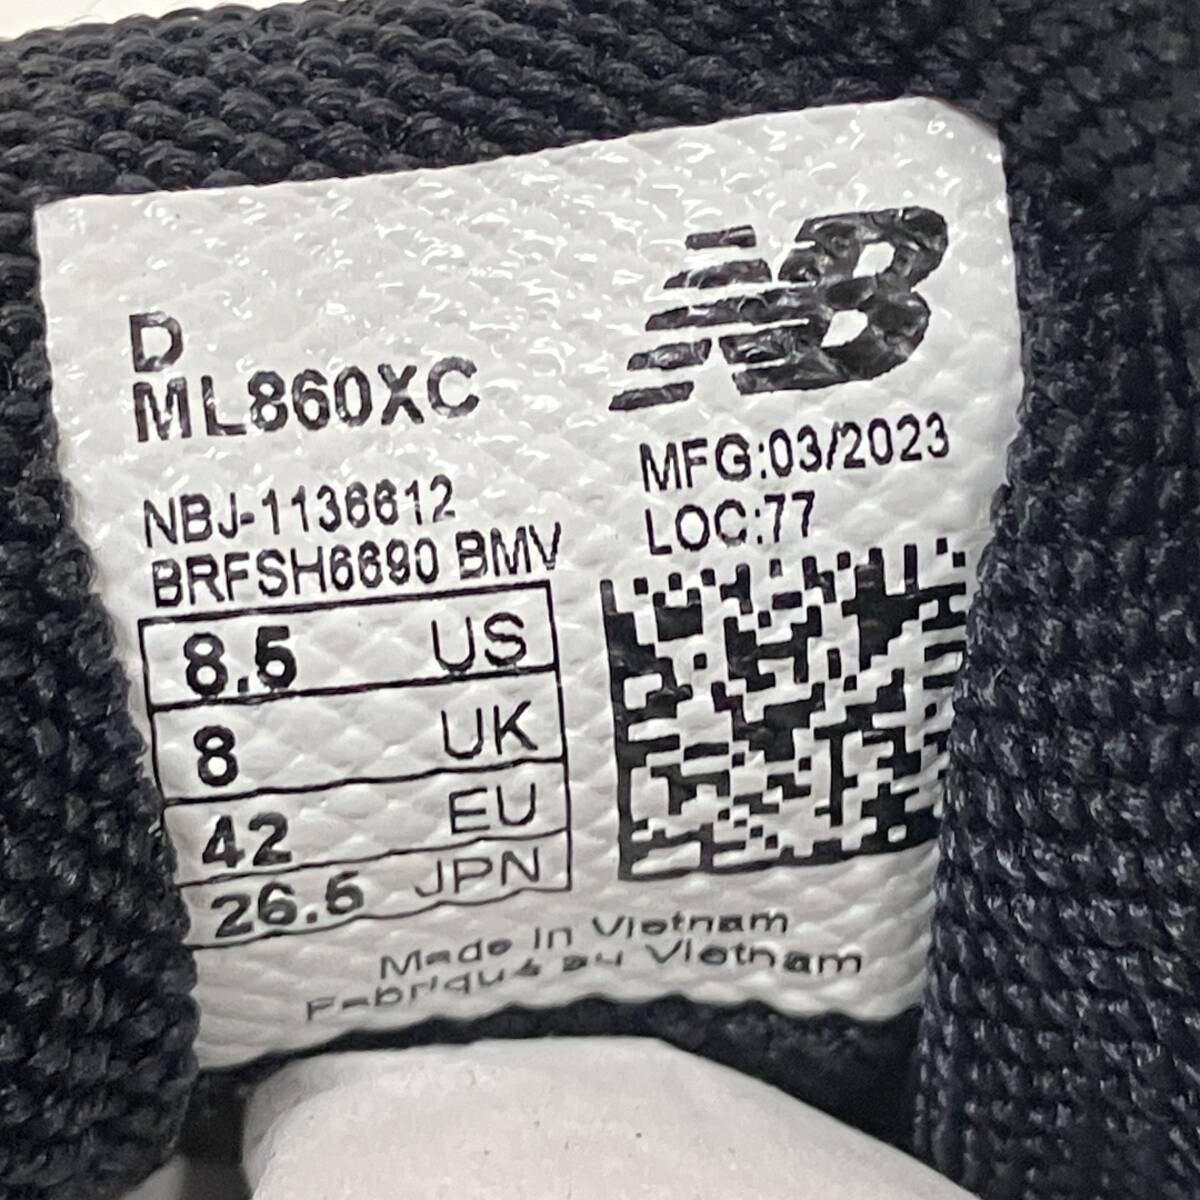 NB
D
ML860XC
MFG:03/2023
LOC:77
NBJ-1136612
BRFSH6690 BMV
8.5 US
8 UK
42 EU
26.5 JPN
Made in Vietnam
Fabriqué au Vietnam